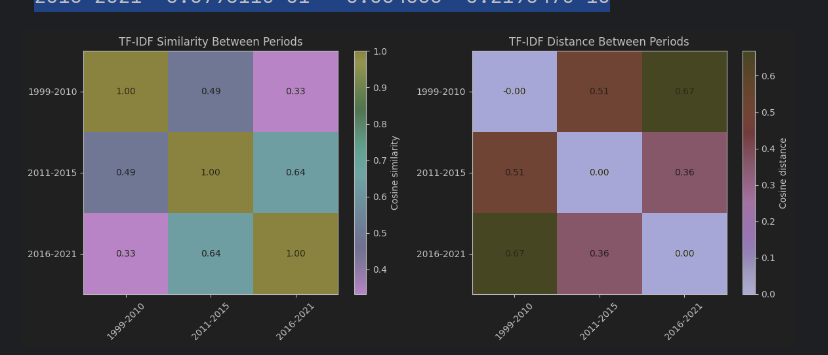 TF-IDF Similarity Between Periods
1999-2010
2011-2015
2016-2021
1.00 0.49 0.33
0.49 1.00 0.64
0.33 0.64 1.00
1999-2010
2011-2015
2016-2021
1.0
0.9
0.8
0.7
0.6
0.5
0.4
Cosine similarity
TF-IDF Distance Between Periods
1999-2010
2011-2015
2016-2021
-0.00 0.51 0.67
0.51 0.00 0.36
0.67 0.36 0.00
1999-2010
2011-2015
2016-2021
0.6
0.5
0.4
0.3
0.2
0.1
0.0
Cosine distance